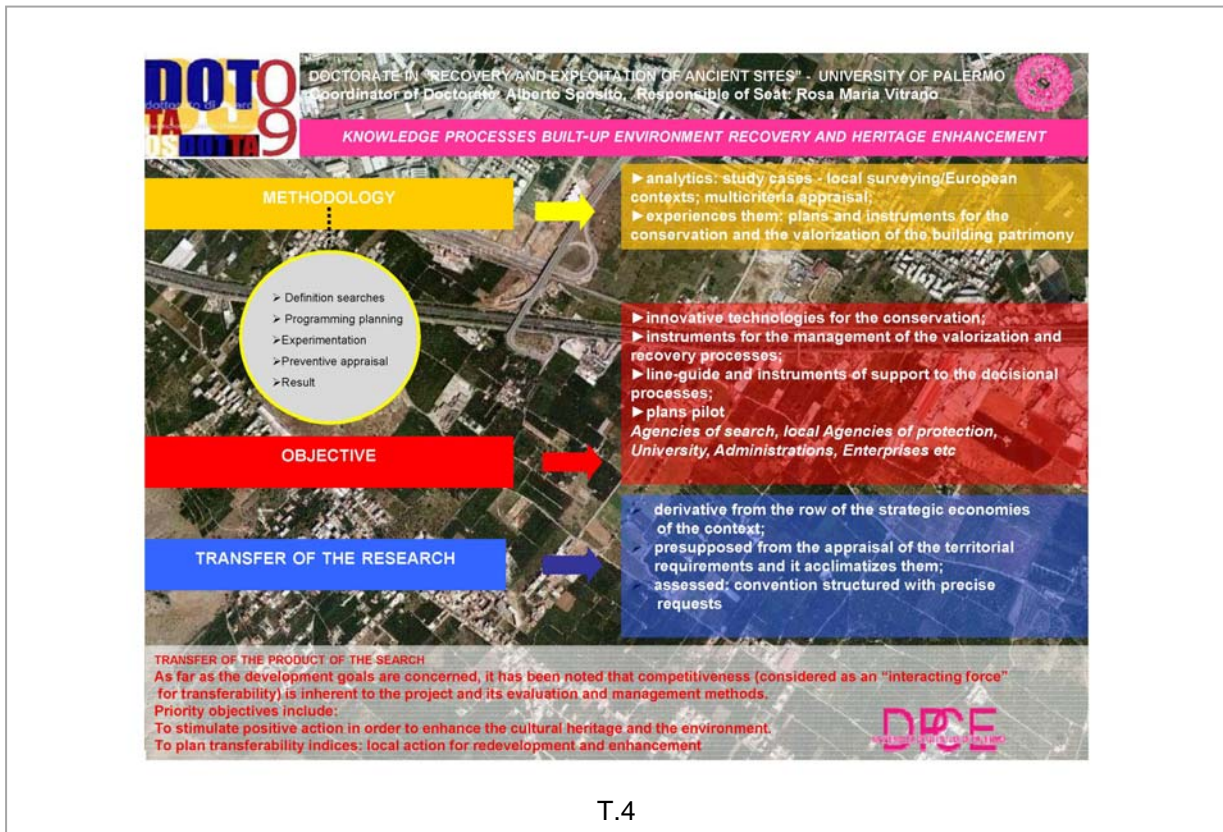 DOT
09
TA
OS DOTTA
DOCTORATE IN "RECOVERY AND EXPLOITATION OF ANCIENT SITES" - UNIVERSITY OF PALERMO
Coordinator of Doctorate: Alberto Sposito, Responsible of Seat: Rosa Maria Vitrano
KNOWLEDGE PROCESSES BUILT-UP ENVIRONMENT RECOVERY AND HERITAGE ENHANCEMENT
METHODOLOGY
►analytics: study cases - local surveying/European
contexts; multicriteria appraisal;
►experiences them: plans and instruments for the
conservation and the valorization of the building patrimony
➢ Definition searches
➢ Programming planning
➢Experimentation
➢Preventive appraisal
➢Result
OBJECTIVE
►innovative technologies for the conservation;
►instruments for the management of the valorization and
recovery processes;
►line-guide and instruments of support to the decisional
processes;
►plans pilot
Agencies of search, local Agencies of protection,
University, Administrations, Enterprises etc
TRANSFER OF THE RESEARCH
derivative from the row of the strategic economies
of the context;
presupposed from the appraisal of the territorial
requirements and it acclimatizes them;
assessed: convention structured with precise
requests
TRANSFER OF THE PRODUCT OF THE SEARCH
As far as the development goals are concerned, it has been noted that competitiveness (considered as an "interacting force"
for transferability) is inherent to the project and its evaluation and management methods.
Priority objectives include:
To stimulate positive action in order to enhance the cultural heritage and the environment.
To plan transferability indices: local action for redevelopment and enhancement
DPCE
T.4